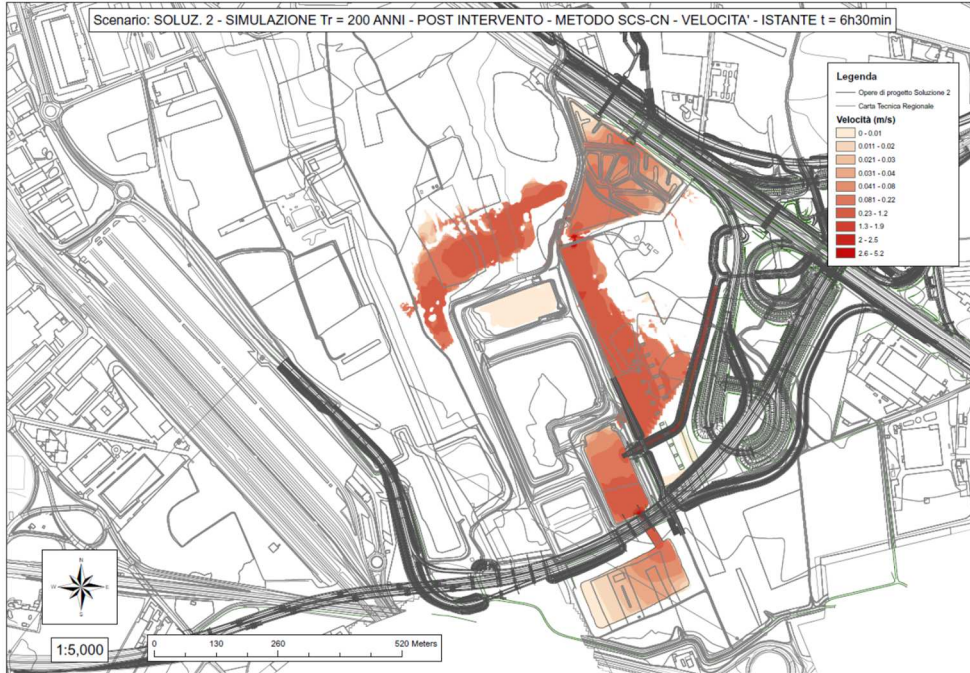 Scenario: SOLUZ. 2 - SIMULAZIONE Tr = 200 ANNI - POST INTERVENTO - METODO SCS-CN - VELOCITA' - ISTANTE t = 6h30min
Legenda
Opere di progetto Soluzione 2
Carta Tecnica Regionale
Velocità (m/s)
0 - 0.01
0.011 - 0.02
0.021 - 0.03
0.031 - 0.04
0.041 - 0.08
0.081 - 0.22
0.23 - 1.2
1.3 - 1.9
2 - 2.5
2.6 - 5.2
N
W E
S
1:5,000
0 130 260 520 Meters